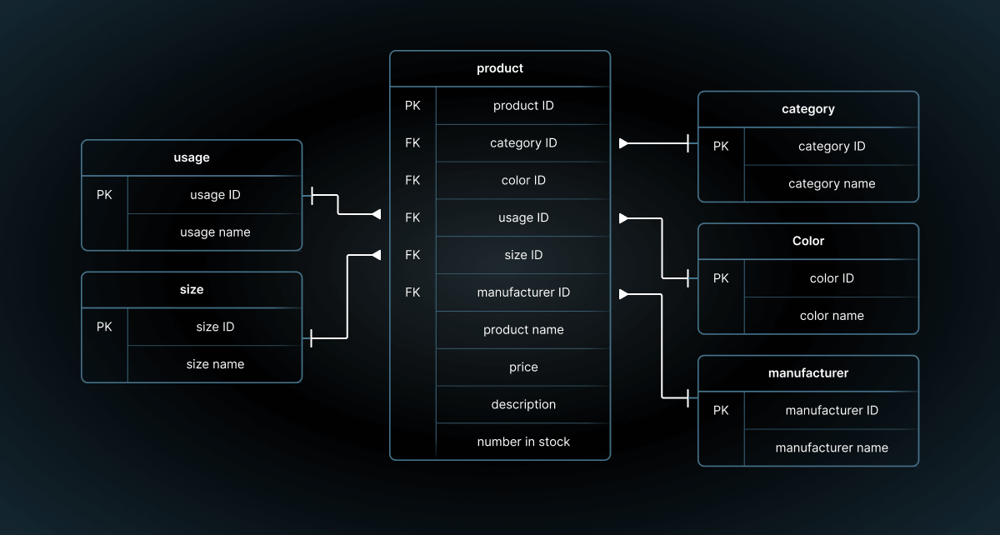 usage
PK usage ID
usage name
size
PK size ID
size name
product
PK product ID
FK category ID
FK color ID
FK usage ID
FK size ID
FK manufacturer ID
product name
price
description
number in stock
category
PK category ID
category name
Color
PK color ID
color name
manufacturer
PK manufacturer ID
manufacturer name